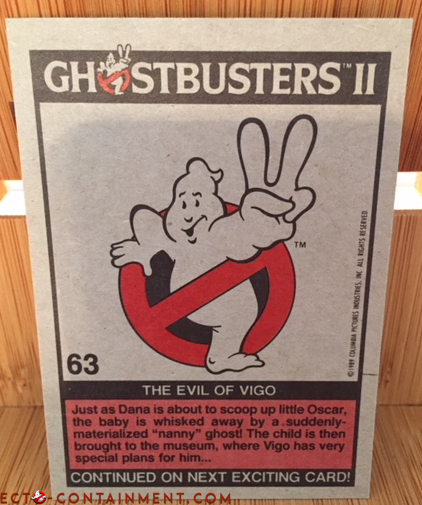 GHOSTBUSTERS™ II
TM
© 1989 COLUMBIA PICTURES INDUSTRIES, INC. ALL RIGHTS RESERVED
63
THE EVIL OF VIGO
Just as Dana is about to scoop up little Oscar,
the baby is whisked away by a suddenly-
materialized "nanny" ghost! The child is then
brought to the museum, where Vigo has very
special plans for him...
CONTINUED ON NEXT EXCITING CARD!
ECTO-CONTAINMENT.COM